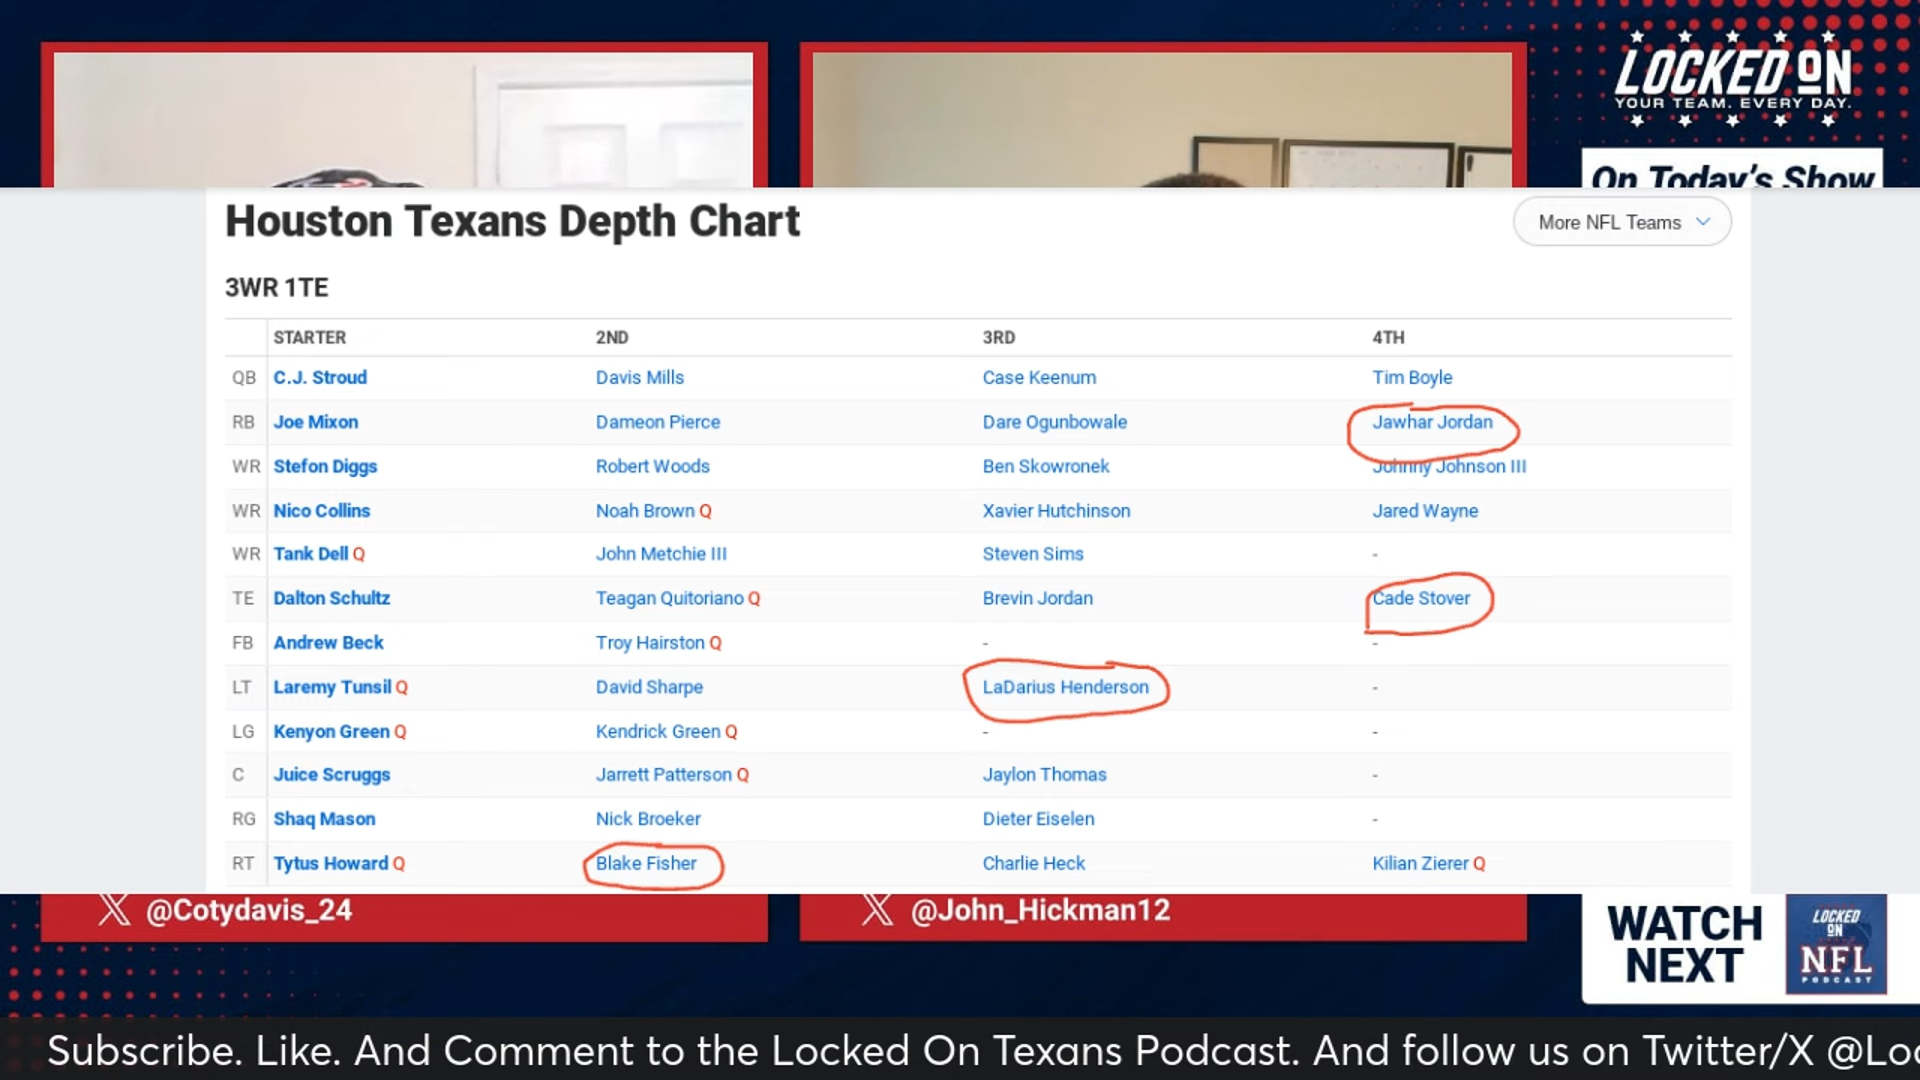 LOCKED ON
YOUR TEAM. EVERY DAY.
On Today's Show
Houston Texans Depth Chart
More NFL Teams
3WR 1TE
STARTER 2ND 3RD 4TH
QB C.J. Stroud Davis Mills Case Keenum Tim Boyle
RB Joe Mixon Dameon Pierce Dare Ogunbowale Jawhar Jordan
WR Stefon Diggs Robert Woods Ben Skowronek Johnny Johnson III
WR Nico Collins Noah Brown Q Xavier Hutchinson Jared Wayne
WR Tank Dell Q John Metchie III Steven Sims -
TE Dalton Schultz Teagan Quitoriano Q Brevin Jordan Cade Stover
FB Andrew Beck Troy Hairston Q - -
LT Laremy Tunsil Q David Sharpe LaDarius Henderson -
LG Kenyon Green Q Kendrick Green Q - -
C Juice Scruggs Jarrett Patterson Q Jaylon Thomas -
RG Shaq Mason Nick Broeker Dieter Eiselen -
RT Tytus Howard Q Blake Fisher Charlie Heck Kilian Zierer Q
X @Cotydavis_24
X @John_Hickman12
WATCH
NEXT
LOCKED
ON
NFL
PODCAST
Subscribe. Like. And Comment to the Locked On Texans Podcast. And follow us on Twitter/X @Loc